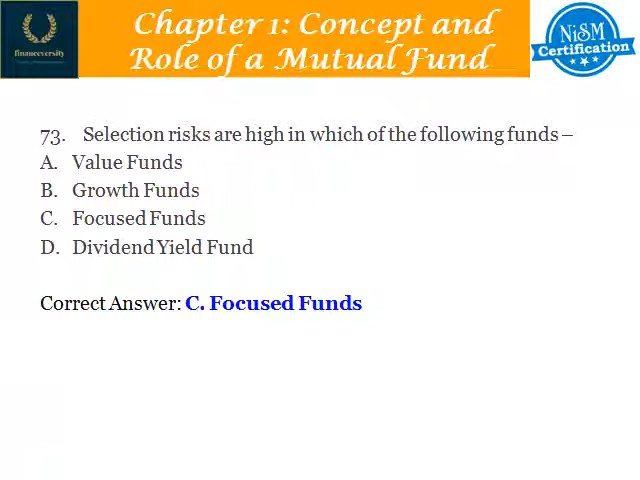 financeversity
Chapter 1: Concept and
Role of a Mutual Fund
NiSM
Certification
73. Selection risks are high in which of the following funds –
A. Value Funds
B. Growth Funds
C. Focused Funds
D. Dividend Yield Fund
Correct Answer: C. Focused Funds